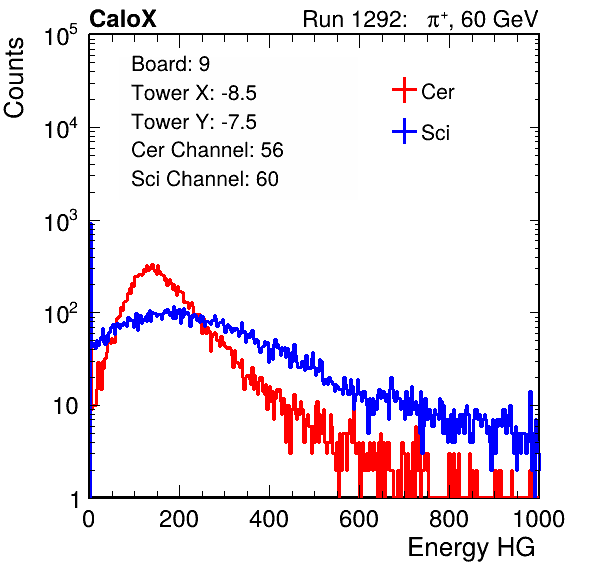 CaloX Run 1292: π⁺, 60 GeV
Counts
10⁵
10⁴
10³
10²
10
1
Board: 9
Tower X: -8.5
Tower Y: -7.5
Cer Channel: 56
Sci Channel: 60
Cer
Sci
0 200 400 600 800 1000
Energy HG